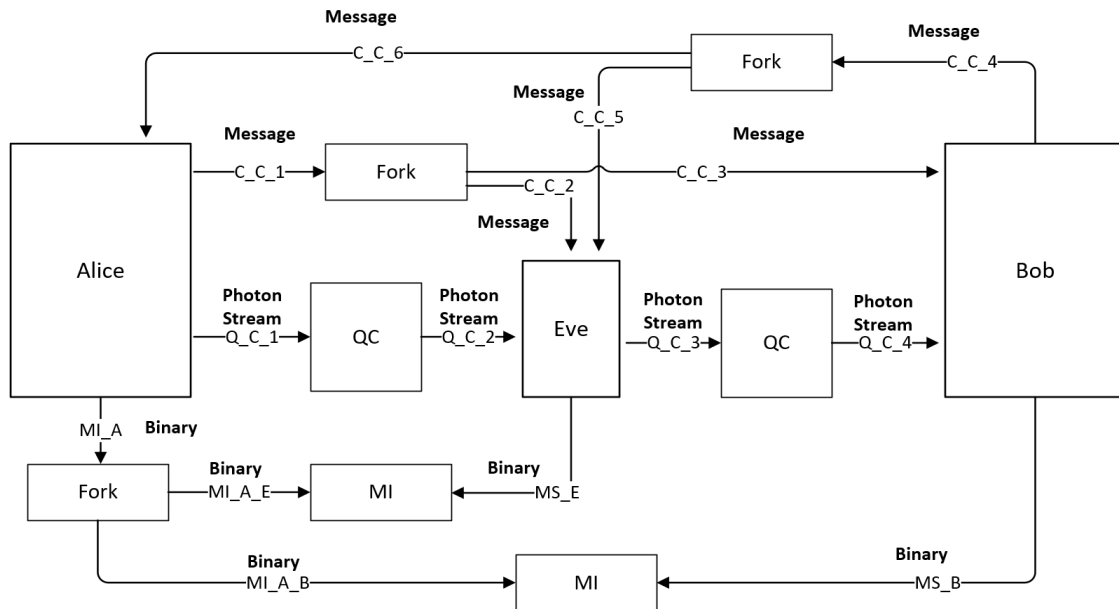 Message
C_C_6
Fork
Message
C_C_4
Message
C_C_5
Message
C_C_1
Fork
Message
C_C_3
C_C_2
Message
Alice
Bob
Photon
Stream
Q_C_1
QC
Photon
Stream
Q_C_2
Eve
Photon
Stream
Q_C_3
QC
Photon
Stream
Q_C_4
MI_A
Binary
Fork
Binary
MI_A_E
MI
Binary
MS_E
Binary
MI_A_B
MI
Binary
MS_B